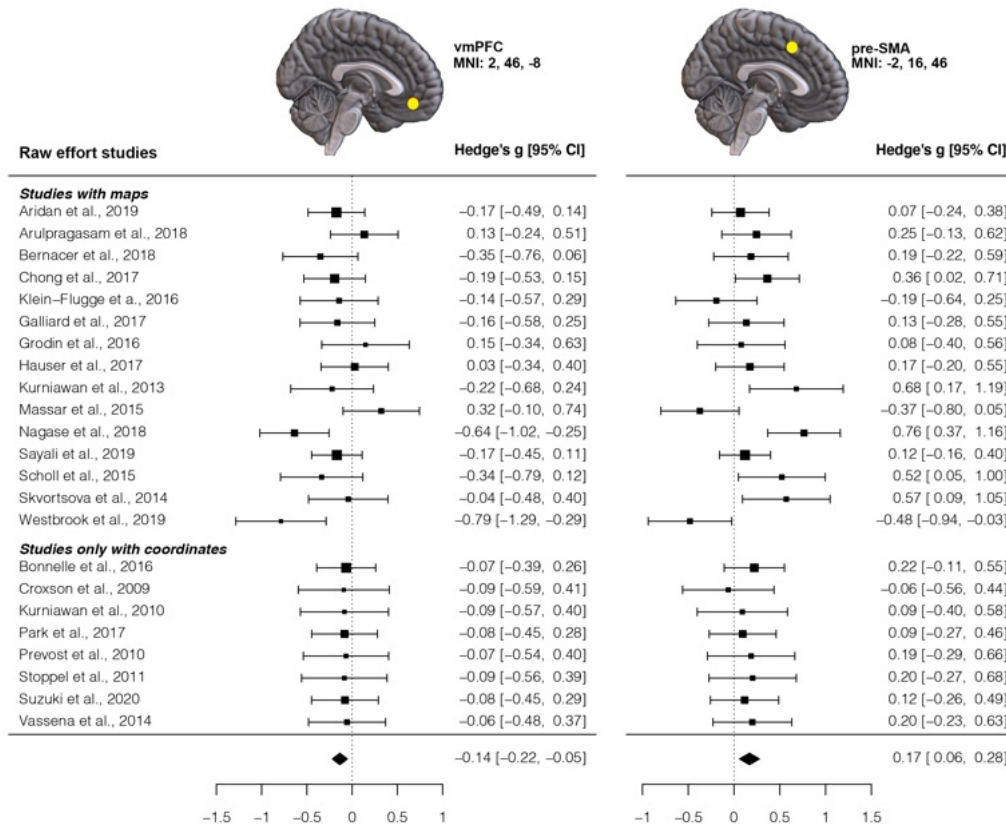 vmPFC pre-SMA
MNI: 2, 46, -8 MNI: -2, 16, 46
Raw effort studies Hedge's g [95% CI] Hedge's g [95% CI]
Studies with maps
Aridan et al., 2019 −0.17 [−0.49, 0.14] 0.07 [−0.24, 0.38]
Arulpragasam et al., 2018 0.13 [−0.24, 0.51] 0.25 [−0.13, 0.62]
Bernacer et al., 2018 −0.35 [−0.76, 0.06] 0.19 [−0.22, 0.59]
Chong et al., 2017 −0.19 [−0.53, 0.15] 0.36 [ 0.02, 0.71]
Klein−Flugge et a., 2016 −0.14 [−0.57, 0.29] −0.19 [−0.64, 0.25]
Galliard et al., 2017 −0.16 [−0.58, 0.25] 0.13 [−0.28, 0.55]
Grodin et al., 2016 0.15 [−0.34, 0.63] 0.08 [−0.40, 0.56]
Hauser et al., 2017 0.03 [−0.34, 0.40] 0.17 [−0.20, 0.55]
Kurniawan et al., 2013 −0.22 [−0.68, 0.24] 0.68 [ 0.17, 1.19]
Massar et al., 2015 0.32 [−0.10, 0.74] −0.37 [−0.80, 0.05]
Nagase et al., 2018 −0.64 [−1.02, −0.25] 0.76 [ 0.37, 1.16]
Sayali et al., 2019 −0.17 [−0.45, 0.11] 0.12 [−0.16, 0.40]
Scholl et al., 2015 −0.34 [−0.79, 0.12] 0.52 [ 0.05, 1.00]
Skvortsova et al., 2014 −0.04 [−0.48, 0.40] 0.57 [ 0.09, 1.05]
Westbrook et al., 2019 −0.79 [−1.29, −0.29] −0.48 [−0.94, −0.03]
Studies only with coordinates
Bonnelle et al., 2016 −0.07 [−0.39, 0.26] 0.22 [−0.11, 0.55]
Croxson et al., 2009 −0.09 [−0.59, 0.41] −0.06 [−0.56, 0.44]
Kurniawan et al., 2010 −0.09 [−0.57, 0.40] 0.09 [−0.40, 0.58]
Park et al., 2017 −0.08 [−0.45, 0.28] 0.09 [−0.27, 0.46]
Prevost et al., 2010 −0.07 [−0.54, 0.40] 0.19 [−0.29, 0.66]
Stoppel et al., 2011 −0.09 [−0.56, 0.39] 0.20 [−0.27, 0.68]
Suzuki et al., 2020 −0.08 [−0.45, 0.29] 0.12 [−0.26, 0.49]
Vassena et al., 2014 −0.06 [−0.48, 0.37] 0.20 [−0.23, 0.63]
−0.14 [−0.22, −0.05] 0.17 [ 0.06, 0.28]
−1 −0.5 0 0.5 1 −1 −0.5 0 0.5 1 1.5